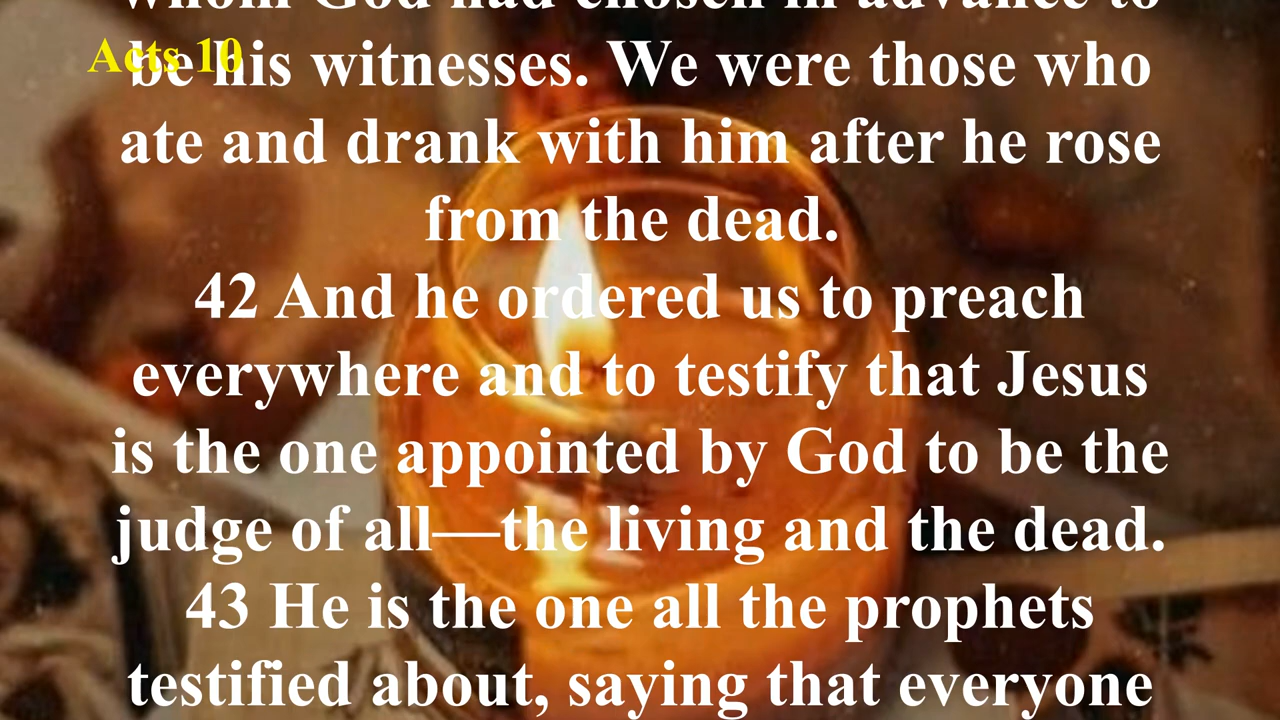 whom God had chosen in advance to
Acts 10
be his witnesses. We were those who
ate and drank with him after he rose
from the dead.
42 And he ordered us to preach
everywhere and to testify that Jesus
is the one appointed by God to be the
judge of all—the living and the dead.
43 He is the one all the prophets
testified about, saying that everyone